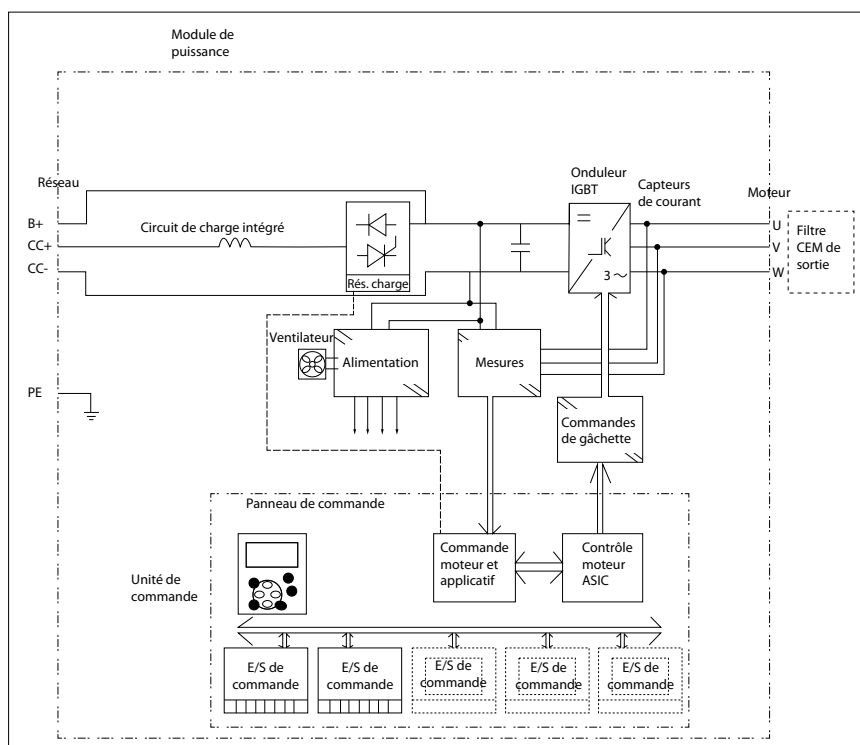 Module de
puissance
Réseau
B+
CC+
CC-
PE
Circuit de charge intégré
Rés. charge
Onduleur
IGBT
3 ~
Capteurs
de courant
Moteur
U
V
W
Filtre
CEM de
sortie
Ventilateur
Alimentation
Mesures
Commandes
de gâchette
Panneau de commande
Unité de
commande
Commande
moteur et
applicatif
Contrôle
moteur
ASIC
E/S de
commande
E/S de
commande
E/S de
commande
E/S de
commande
E/S de
commande